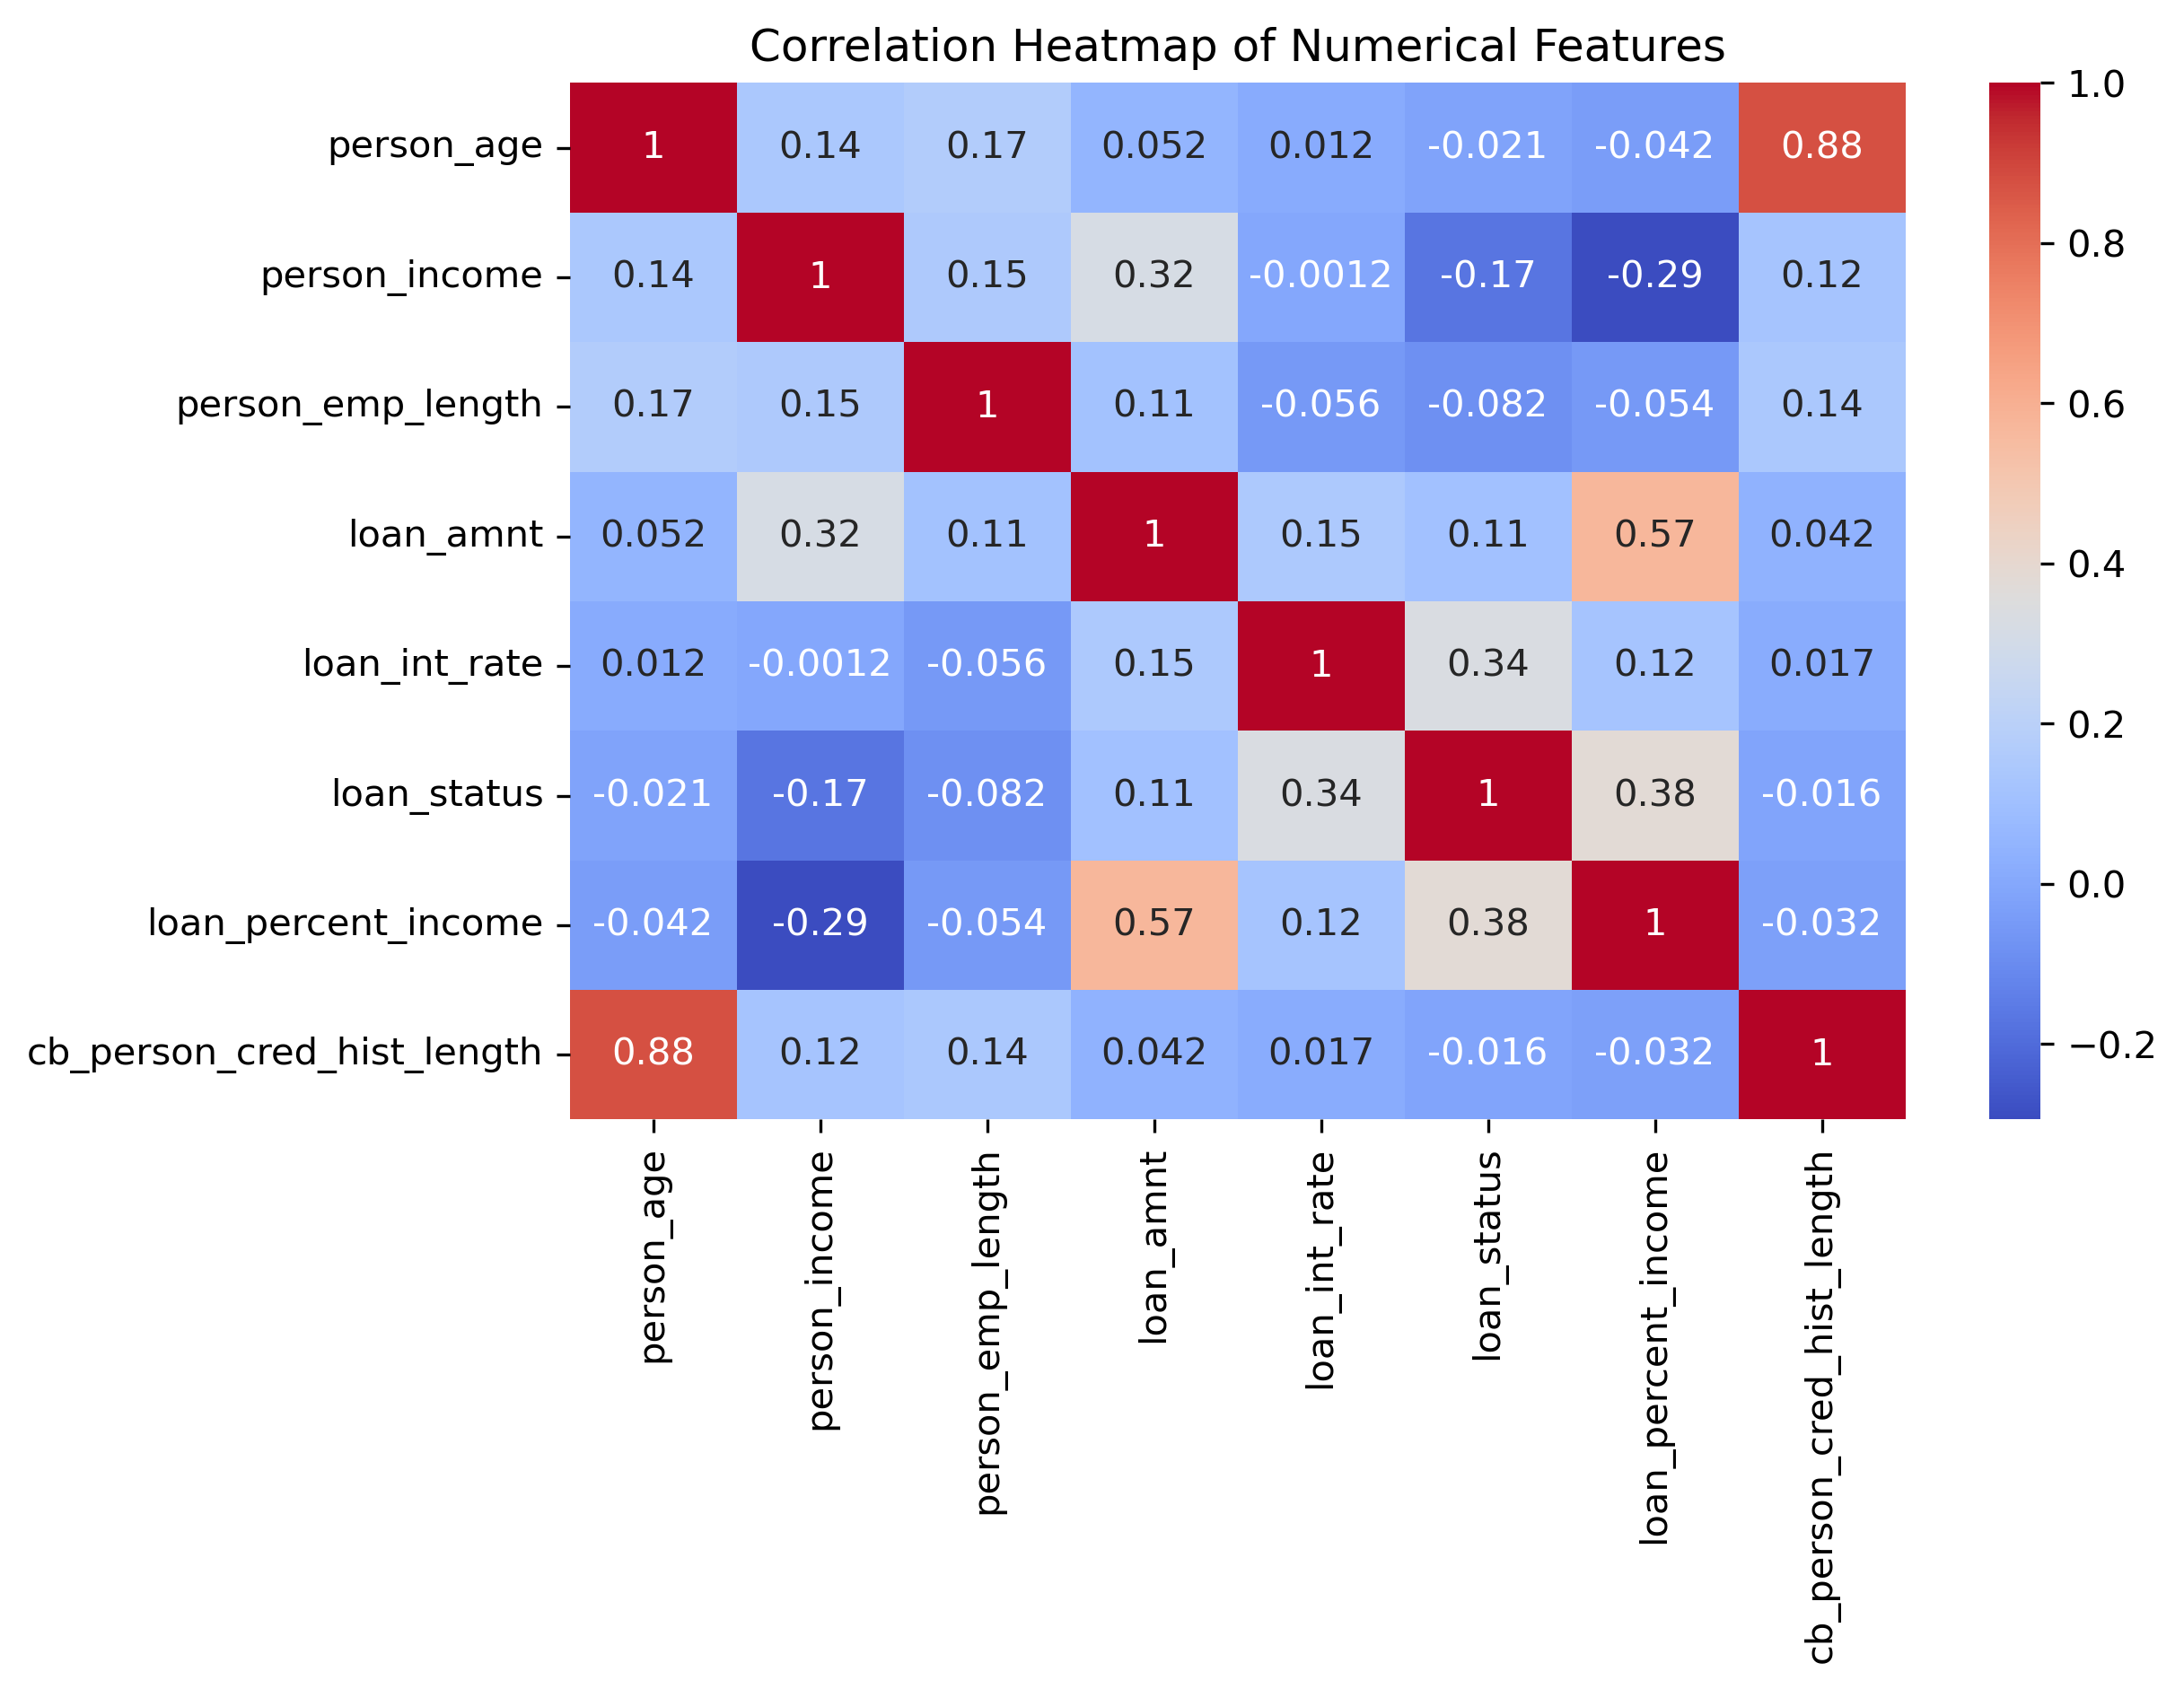 Correlation Heatmap of Numerical Features
person_age 1 0.14 0.17 0.052 0.012 -0.021 -0.042 0.88
person_income 0.14 1 0.15 0.32 -0.0012 -0.17 -0.29 0.12
person_emp_length 0.17 0.15 1 0.11 -0.056 -0.082 -0.054 0.14
loan_amnt 0.052 0.32 0.11 1 0.15 0.11 0.57 0.042
loan_int_rate 0.012 -0.0012 -0.056 0.15 1 0.34 0.12 0.017
loan_status -0.021 -0.17 -0.082 0.11 0.34 1 0.38 -0.016
loan_percent_income -0.042 -0.29 -0.054 0.57 0.12 0.38 1 -0.032
cb_person_cred_hist_length 0.88 0.12 0.14 0.042 0.017 -0.016 -0.032 1
person_age
person_income
person_emp_length
loan_amnt
loan_int_rate
loan_status
loan_percent_income
cb_person_cred_hist_length
1.0
0.8
0.6
0.4
0.2
0.0
−0.2